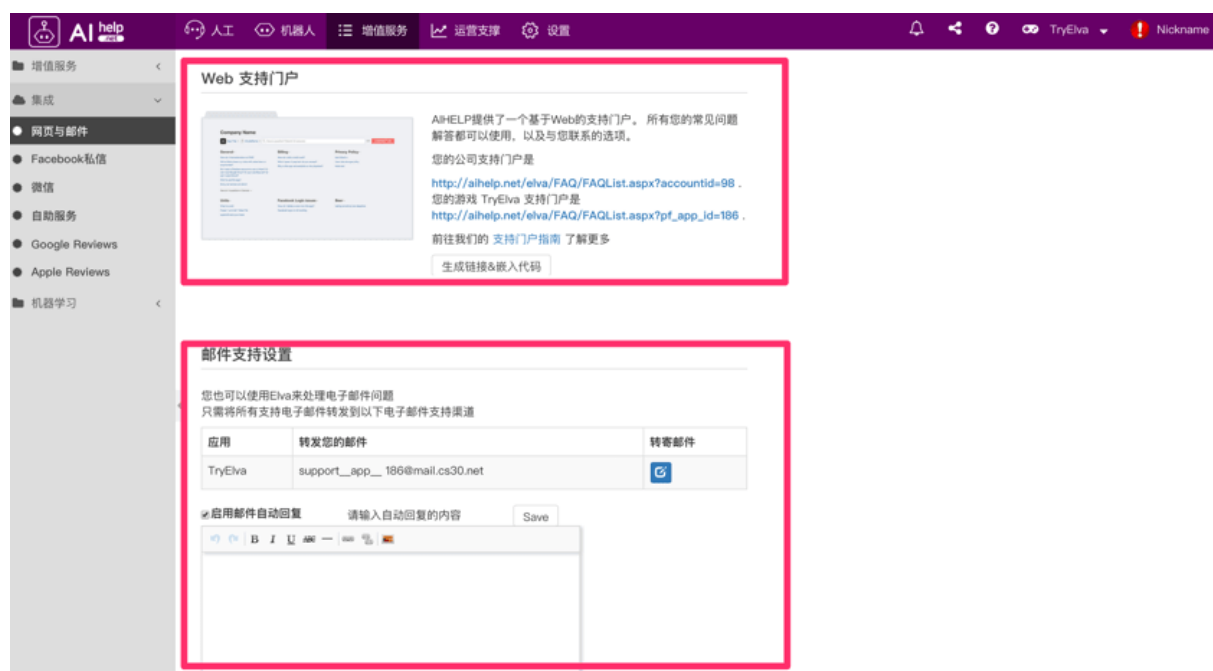 AI help .net
人工
机器人
增值服务
运营支撑
设置
TryElva
Nickname
增值服务
集成
网页与邮件
Facebook私信
微信
自助服务
Google Reviews
Apple Reviews
机器学习
Web 支持门户
Company Name
AIHELP提供了一个基于Web的支持门户。 所有您的常见问题
解答都可以使用，以及与您联系的选项。
您的公司支持门户是
http://aihelp.net/elva/FAQ/FAQList.aspx?accountid=98 .
您的游戏 TryElva 支持门户是
http://aihelp.net/elva/FAQ/FAQList.aspx?pf_app_id=186 .
前往我们的 支持门户指南 了解更多
生成链接&嵌入代码
邮件支持设置
您也可以使用Elva来处理电子邮件问题
只需将所有支持电子邮件转发到以下电子邮件支持渠道
应用 转发您的邮件 转寄邮件
TryElva support__app__ 186@mail.cs30.net
启用邮件自动回复 请输入自动回复的内容 Save
B I U ABC